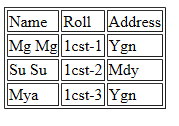 Name Roll Address
Mg Mg 1cst-1 Ygn
Su Su 1cst-2 Mdy
Mya 1cst-3 Ygn